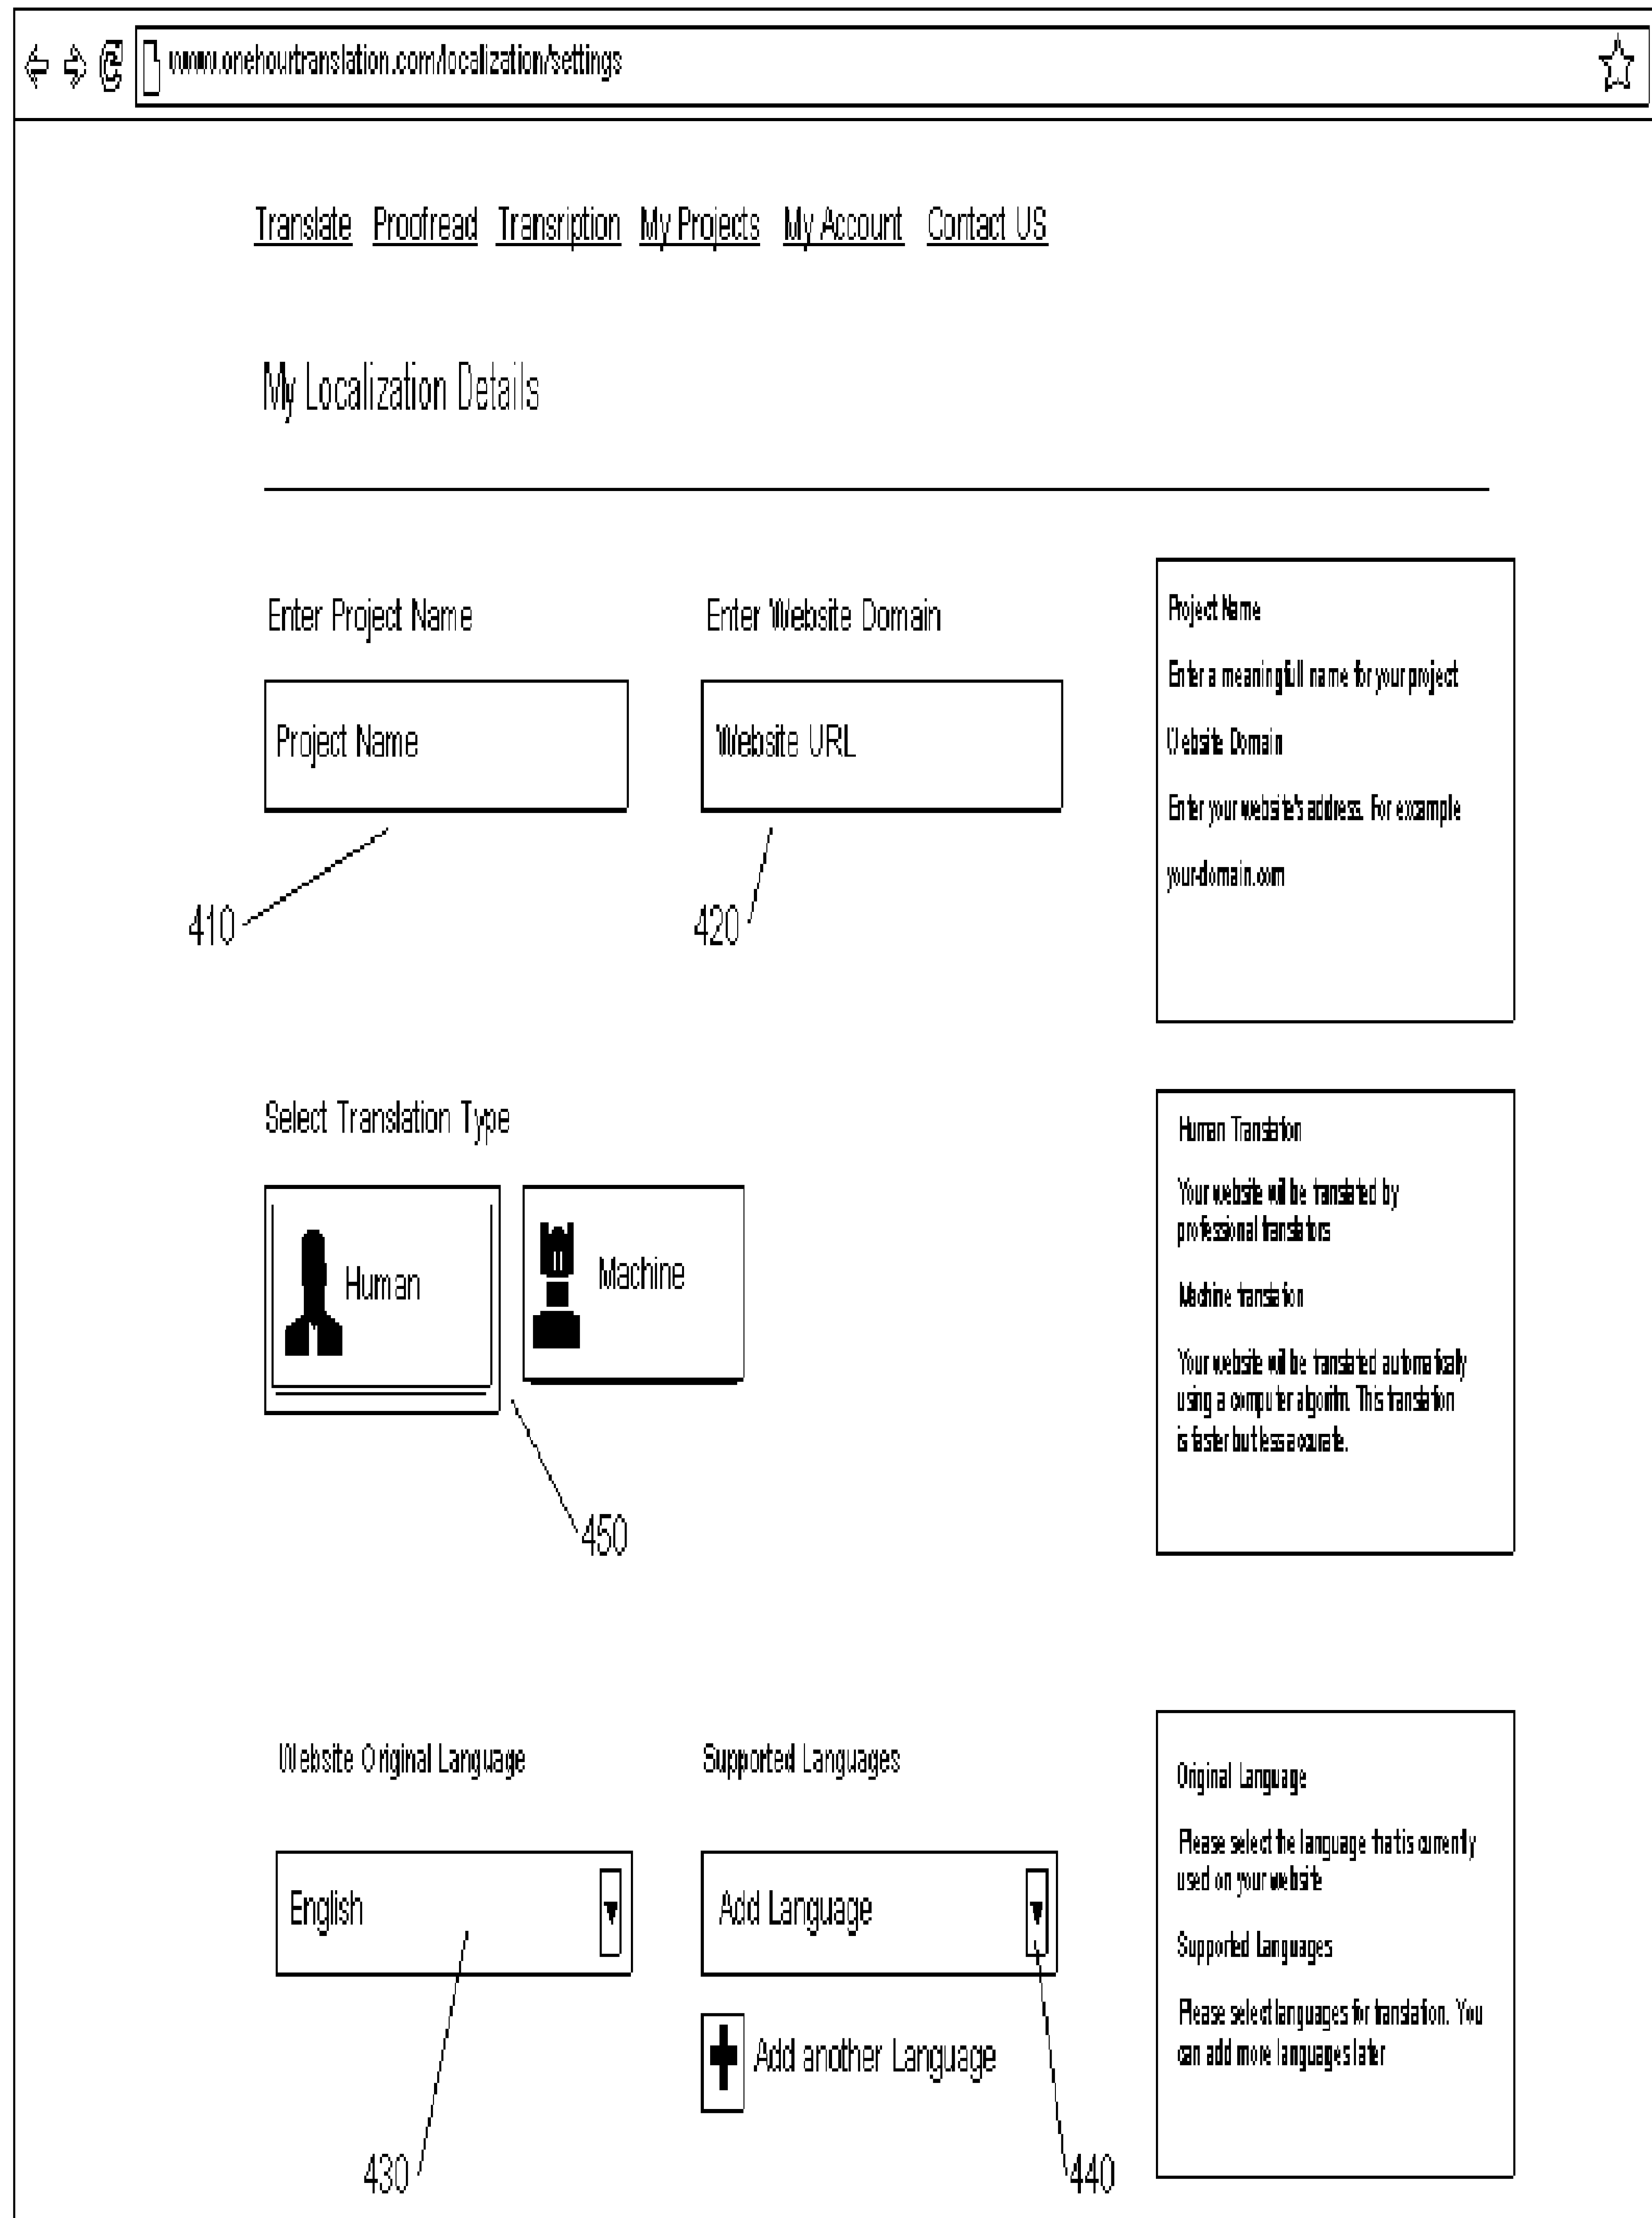 www.onehourtranslation.com/localization/settings
Translate Proofread Transription My Projects My Account Contact US
My Localization Details
Enter Project Name
Enter Website Domain
Project Name
Website URL
410
420
Project Name
Enter a meaningfull name for your project
Website Domain
Enter your website's address. For example
your-domain.com
Select Translation Type
Human
Machine
450
Human Translation
Your website will be translated by
professional translators
Machine translation
Your website will be translated automatically
using a computer algoritm. This translation
is faster but less accurate.
Website Original Language
Supported Languages
English
Add Language
Add another Language
430
440
Original Language
Please select the language that is currently
used on your website
Supported Languages
Please select languages for translation. You
can add more languages later